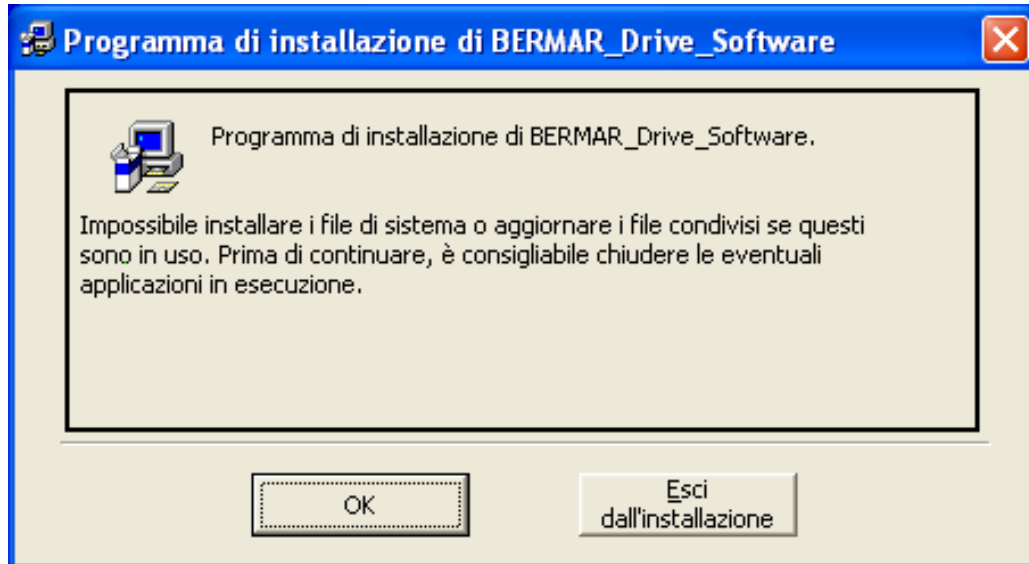 Programma di installazione di BERMAR_Drive_Software
Programma di installazione di BERMAR_Drive_Software.
Impossibile installare i file di sistema o aggiornare i file condivisi se questi
sono in uso. Prima di continuare, è consigliabile chiudere le eventuali
applicazioni in esecuzione.
OK
Esci
dall'installazione